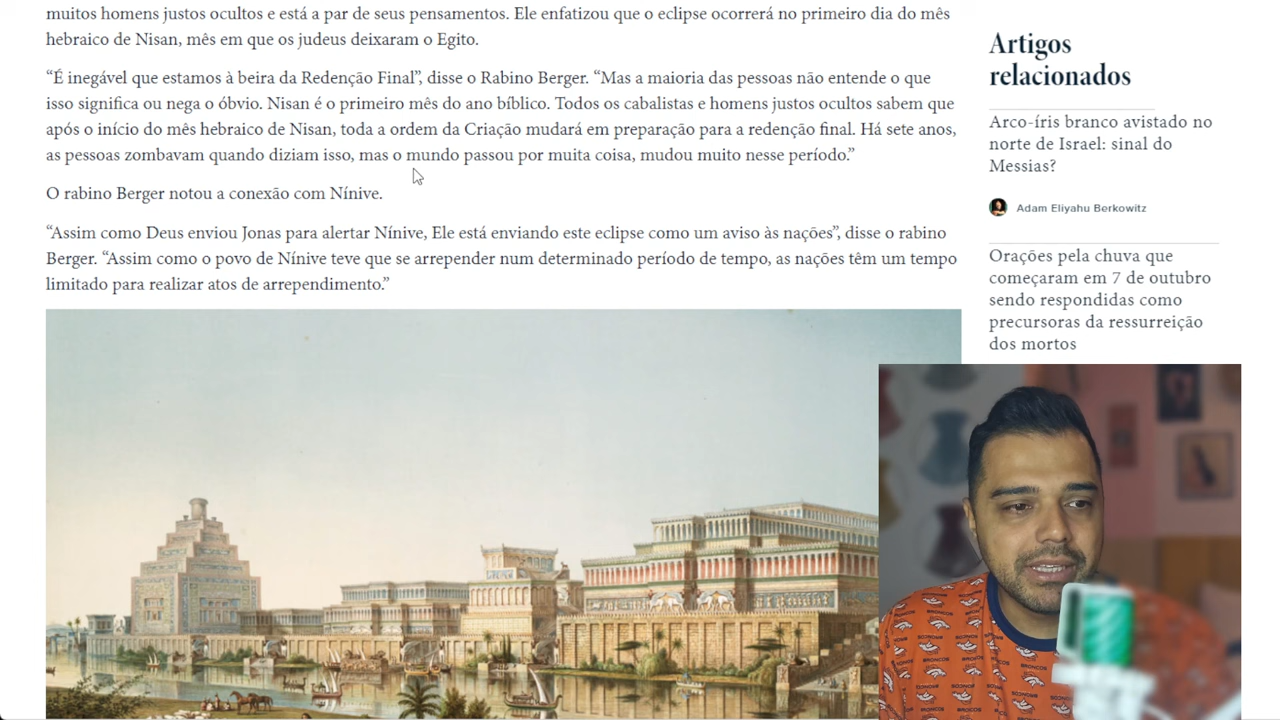 muitos homens justos ocultos e está a par de seus pensamentos. Ele enfatizou que o eclipse ocorrerá no primeiro dia do mês
hebraico de Nisan, mês em que os judeus deixaram o Egito.
“É inegável que estamos à beira da Redenção Final”, disse o Rabino Berger. “Mas a maioria das pessoas não entende o que
isso significa ou nega o óbvio. Nisan é o primeiro mês do ano bíblico. Todos os cabalistas e homens justos ocultos sabem que
após o início do mês hebraico de Nisan, toda a ordem da Criação mudará em preparação para a redenção final. Há sete anos,
as pessoas zombavam quando diziam isso, mas o mundo passou por muita coisa, mudou muito nesse período.”
O rabino Berger notou a conexão com Nínive.
“Assim como Deus enviou Jonas para alertar Nínive, Ele está enviando este eclipse como um aviso às nações”, disse o rabino
Berger. “Assim como o povo de Nínive teve que se arrepender num determinado período de tempo, as nações têm um tempo
limitado para realizar atos de arrependimento.”
Artigos
relacionados
Arco-íris branco avistado no
norte de Israel: sinal do
Messias?
Adam Eliyahu Berkowitz
Orações pela chuva que
começaram em 7 de outubro
sendo respondidas como
precursoras da ressurreição
dos mortos
BRONCOS